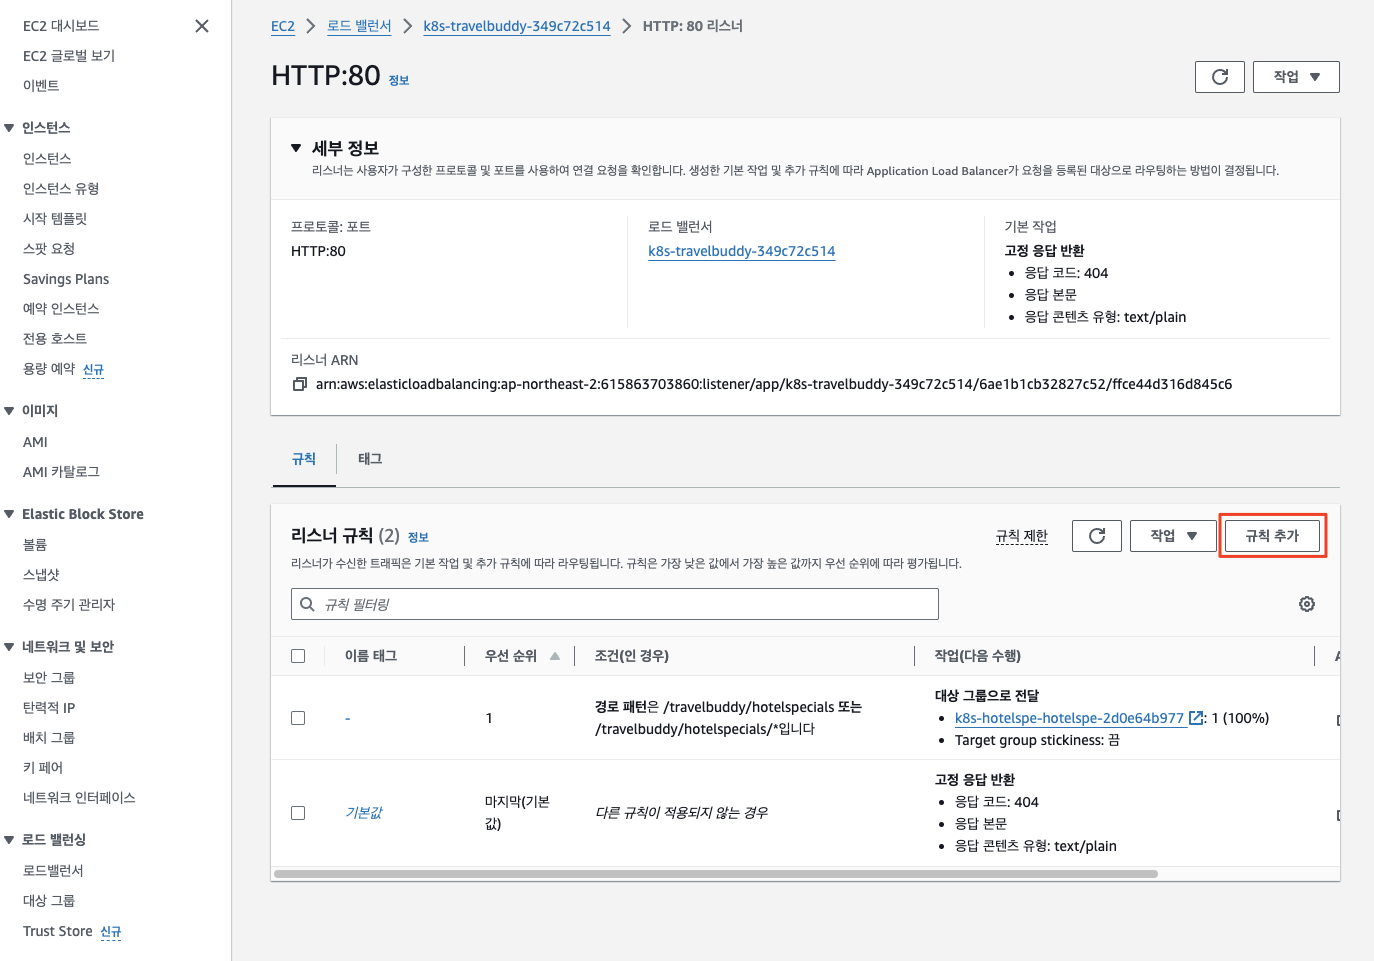 EC2 대시보드
EC2 글로벌 보기
이벤트
인스턴스
인스턴스
인스턴스 유형
시작 템플릿
스팟 요청
Savings Plans
예약 인스턴스
전용 호스트
용량 예약 신규
이미지
AMI
AMI 카탈로그
Elastic Block Store
볼륨
스냅샷
수명 주기 관리자
네트워크 및 보안
보안 그룹
탄력적 IP
배치 그룹
키 페어
네트워크 인터페이스
로드 밸런싱
로드밸런서
대상 그룹
Trust Store 신규
EC2 > 로드 밸런서 > k8s-travelbuddy-349c72c514 > HTTP: 80 리스너
HTTP:80 정보
작업
세부 정보
리스너는 사용자가 구성한 프로토콜 및 포트를 사용하여 연결 요청을 확인합니다. 생성한 기본 작업 및 추가 규칙에 따라 Application Load Balancer가 요청을 등록된 대상으로 라우팅하는 방법이 결정됩니다.
프로토콜: 포트
HTTP:80
로드 밸런서
k8s-travelbuddy-349c72c514
기본 작업
고정 응답 반환
• 응답 코드: 404
• 응답 본문
• 응답 콘텐츠 유형: text/plain
리스너 ARN
arn:aws:elasticloadbalancing:ap-northeast-2:615863703860:listener/app/k8s-travelbuddy-349c72c514/6ae1b1cb32827c52/ffce44d316d845c6
규칙
태그
리스너 규칙 (2) 정보
규칙 제한
작업
규칙 추가
리스너가 수신한 트래픽은 기본 작업 및 추가 규칙에 따라 라우팅됩니다. 규칙은 가장 낮은 값에서 가장 높은 값까지 우선 순위에 따라 평가됩니다.
규칙 필터링
이름 태그
우선 순위
조건(인 경우)
작업(다음 수행)
-
1
경로 패턴은 /travelbuddy/hotelspecials 또는
/travelbuddy/hotelspecials/*입니다
대상 그룹으로 전달
• k8s-hotelspe-hotelspe-2d0e64b977 : 1 (100%)
• Target group stickiness: 끔
기본값
마지막(기본
값)
다른 규칙이 적용되지 않는 경우
고정 응답 반환
• 응답 코드: 404
• 응답 본문
• 응답 콘텐츠 유형: text/plain